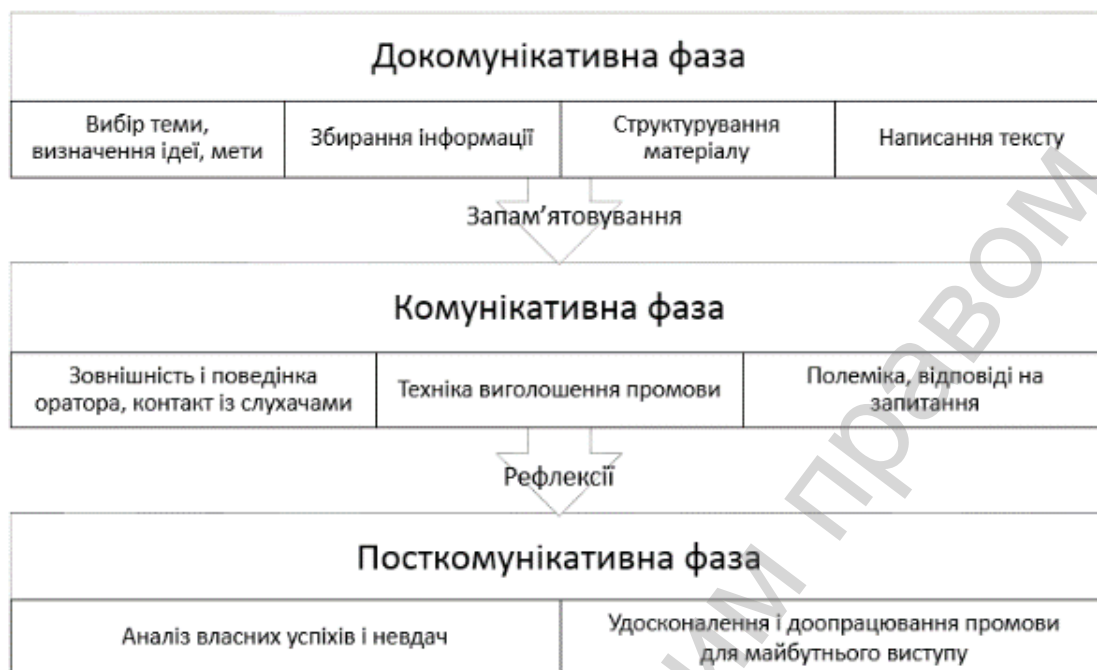 Докомунікативна фаза
Вибір теми,
визначення ідеї, мети
Збирання інформації
Структурування
матеріалу
Написання тексту
Запам’ятовування
Комунікативна фаза
Зовнішність і поведінка
оратора, контакт із слухачами
Техніка виголошення промови
Полеміка, відповіді на
запитання
Рефлексії
Посткомунікативна фаза
Аналіз власних успіхів і невдач
Удосконалення і доопрацювання промови
для майбутнього виступу
правом